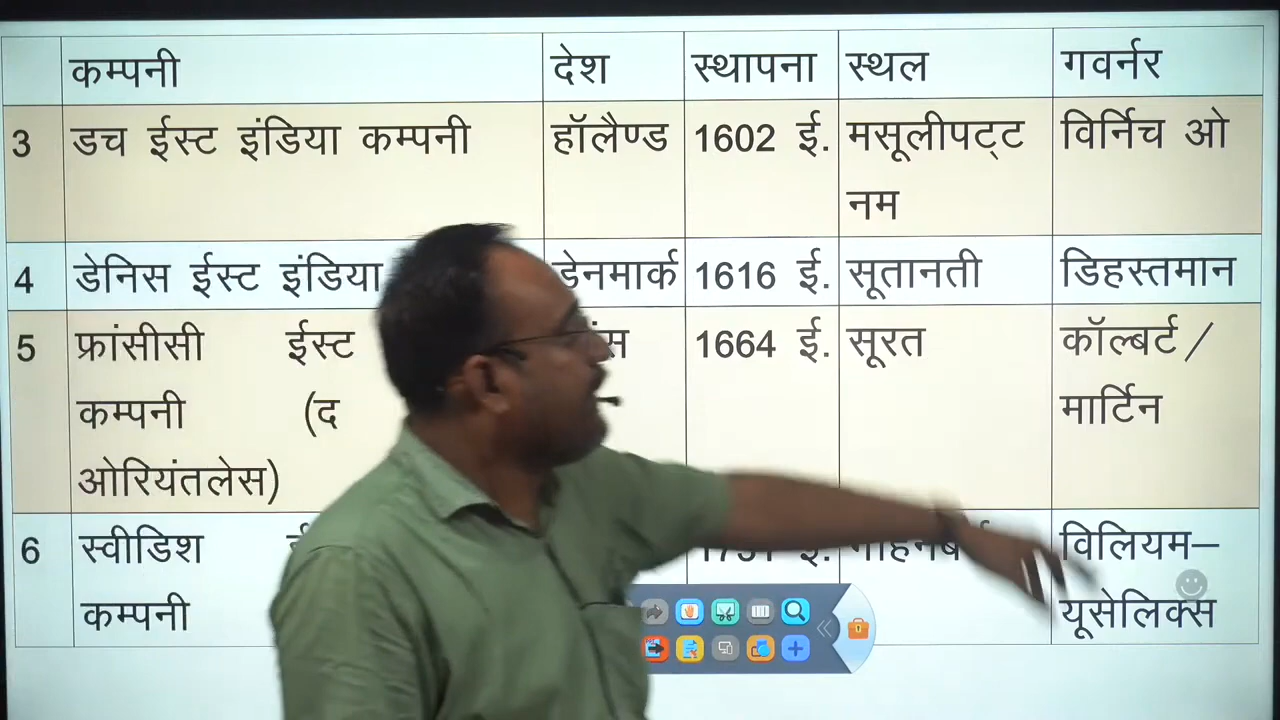 कम्पनी देश स्थापना स्थल गवर्नर
3 डच ईस्ट इंडिया कम्पनी हॉलैण्ड 1602 ई. मसूलीपट्ट विर्निच ओ
नम
4 डेनिस ईस्ट इंडिया डेनमार्क 1616 ई. सूतानती डिहस्तमान
5 फ्रांसीसी ईस्ट 1664 ई. सूरत कॉल्बर्ट/
कम्पनी (द मार्टिन
ओरियंतलेस)
6 स्वीडिश ई. विलियम–
कम्पनी यूसेलिक्स